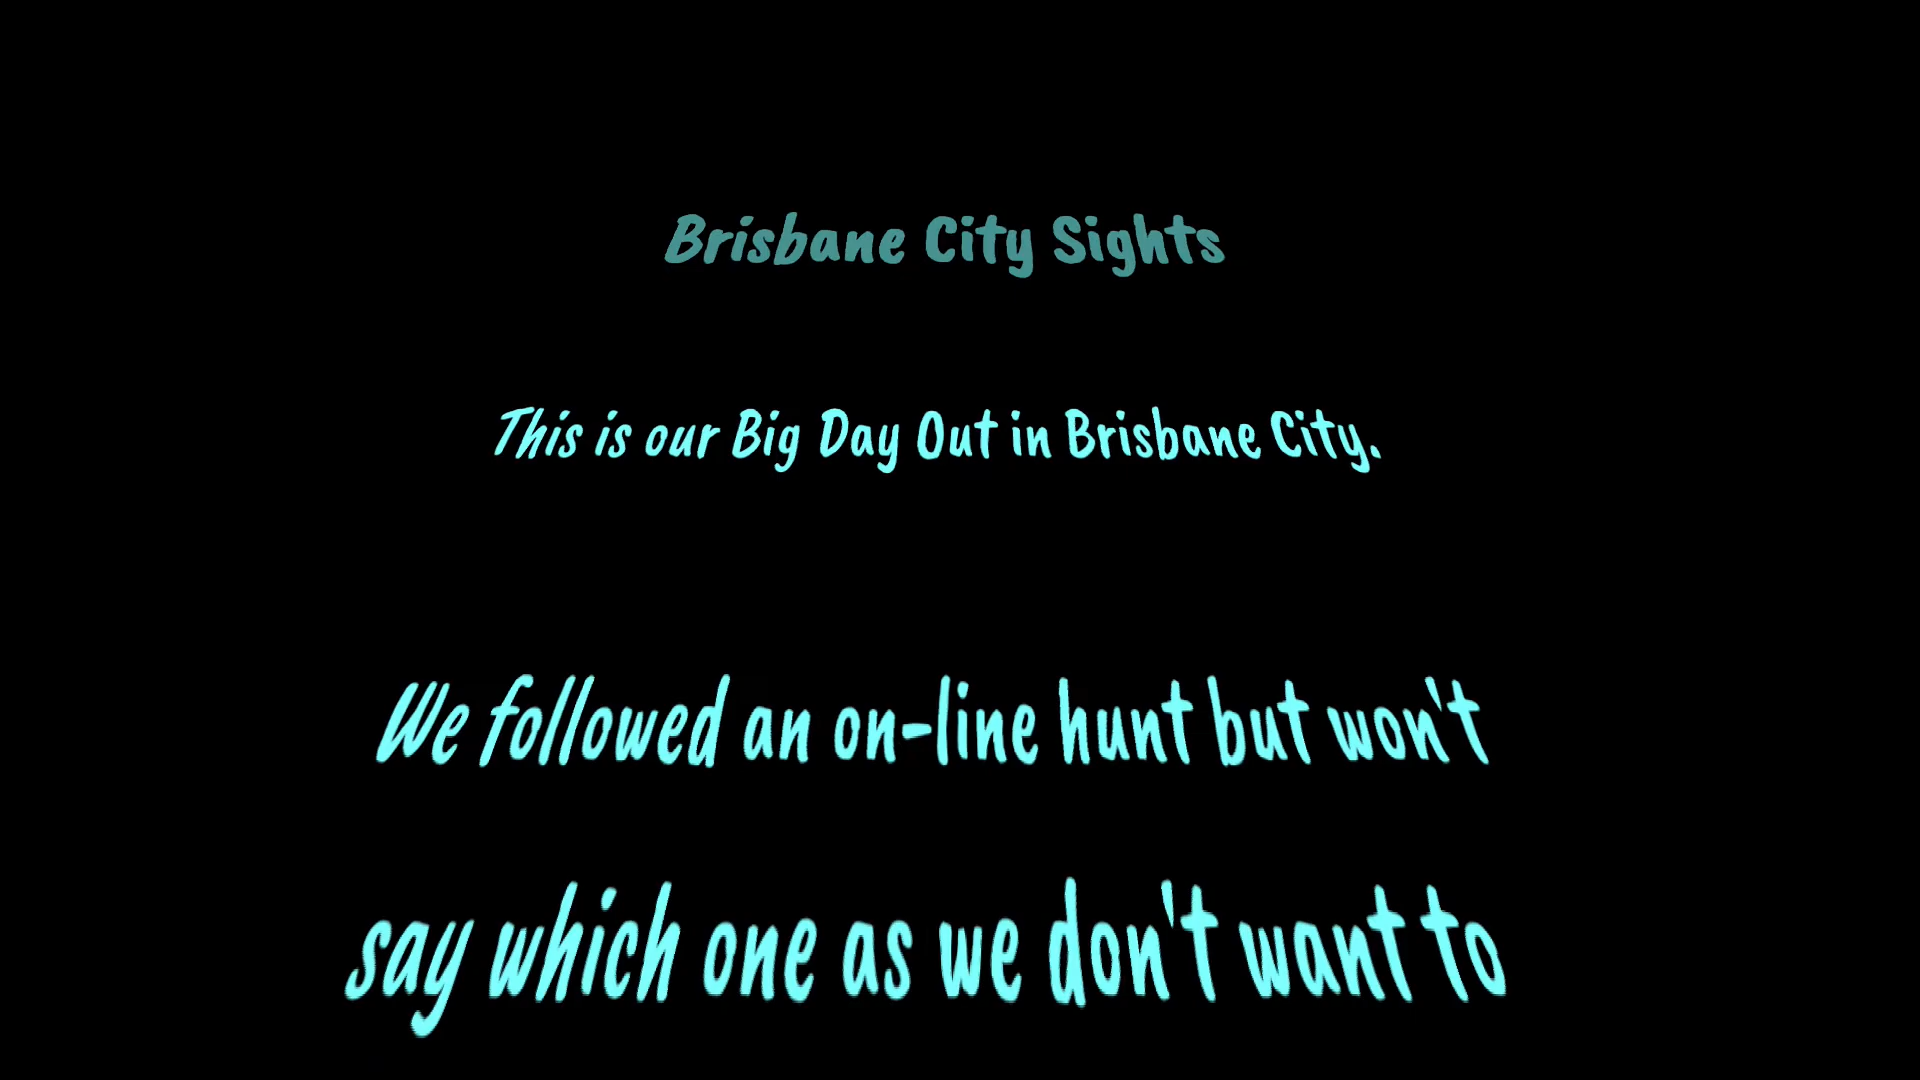 Brisbane City Sights
This is our Big Day Out in Brisbane City.
We followed an on-line hunt but won't
say which one as we don't want to